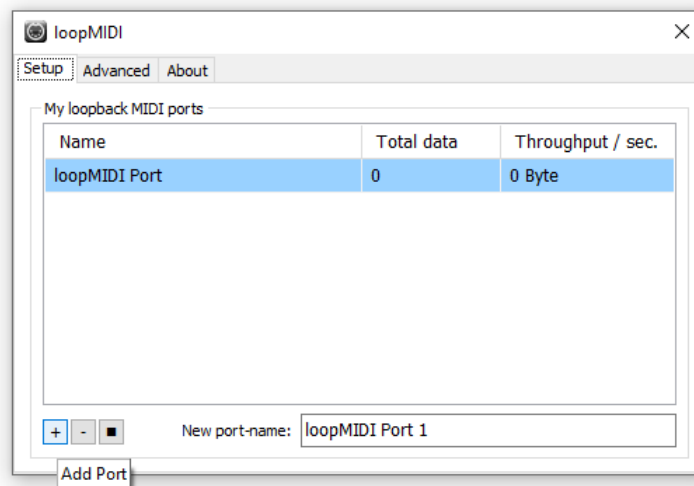 loopMIDI
Setup Advanced About
My loopback MIDI ports
Name Total data Throughput / sec.
loopMIDI Port 0 0 Byte
+ - New port-name: loopMIDI Port 1
Add Port